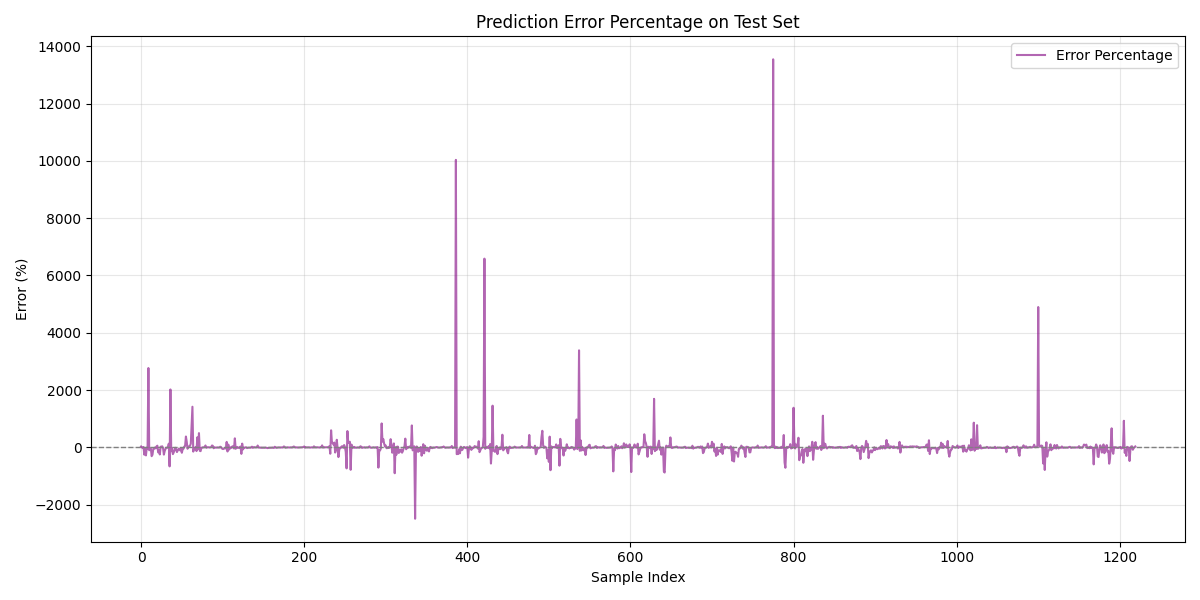 Prediction Error Percentage on Test Set
Error Percentage
14000
12000
10000
8000
6000
4000
2000
0
−2000
Error (%)
0 200 400 600 800 1000 1200
Sample Index